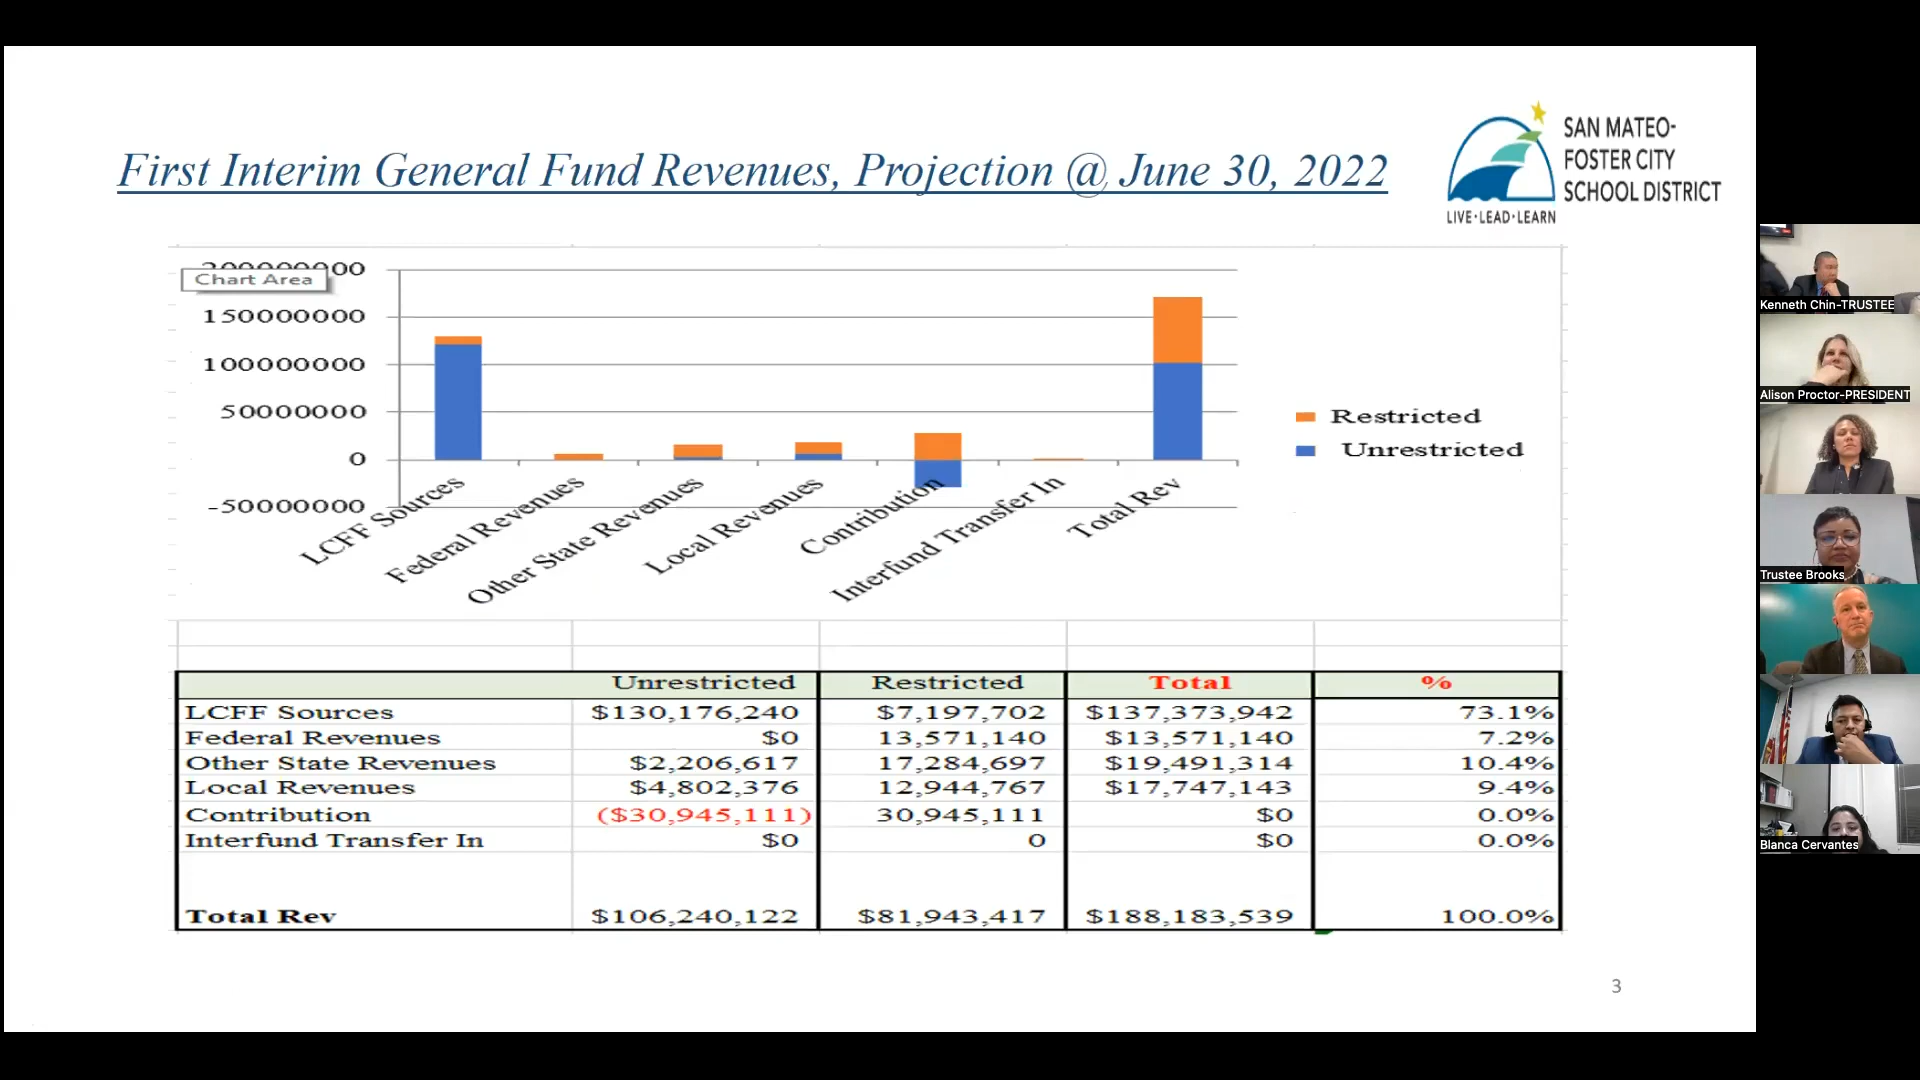 First Interim General Fund Revenues, Projection @ June 30, 2022
SAN MATEO-
FOSTER CITY
SCHOOL DISTRICT
LIVE·LEAD·LEARN
200000000
Chart Area
150000000
100000000
50000000
0
-50000000
LCFF Sources
Federal Revenues
Other State Revenues
Local Revenues
Contribution
Interfund Transfer In
Total Rev
Restricted
Unrestricted
Unrestricted Restricted Total %
LCFF Sources $130,176,240 $7,197,702 $137,373,942 73.1%
Federal Revenues $0 13,571,140 $13,571,140 7.2%
Other State Revenues $2,206,617 17,284,697 $19,491,314 10.4%
Local Revenues $4,802,376 12,944,767 $17,747,143 9.4%
Contribution ($30,945,111) 30,945,111 $0 0.0%
Interfund Transfer In $0 0 $0 0.0%
Total Rev $106,240,122 $81,943,417 $188,183,539 100.0%
3
Kenneth Chin-TRUSTEE
Alison Proctor-PRESIDENT
Trustee Brooks
Blanca Cervantes